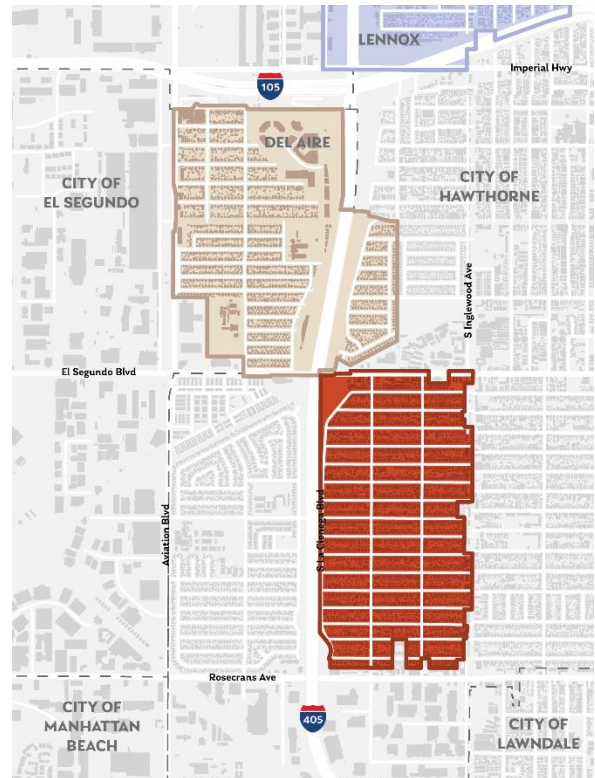 LENNOX
Imperial Hwy
105
DEL AIRE
CITY OF
EL SEGUNDO
CITY OF
HAWTHORNE
S Inglewood Ave
El Segundo Blvd
Aviation Blvd
S La Cienega Blvd
Rosecrans Ave
405
CITY OF
MANHATTAN
BEACH
CITY OF
LAWNDALE